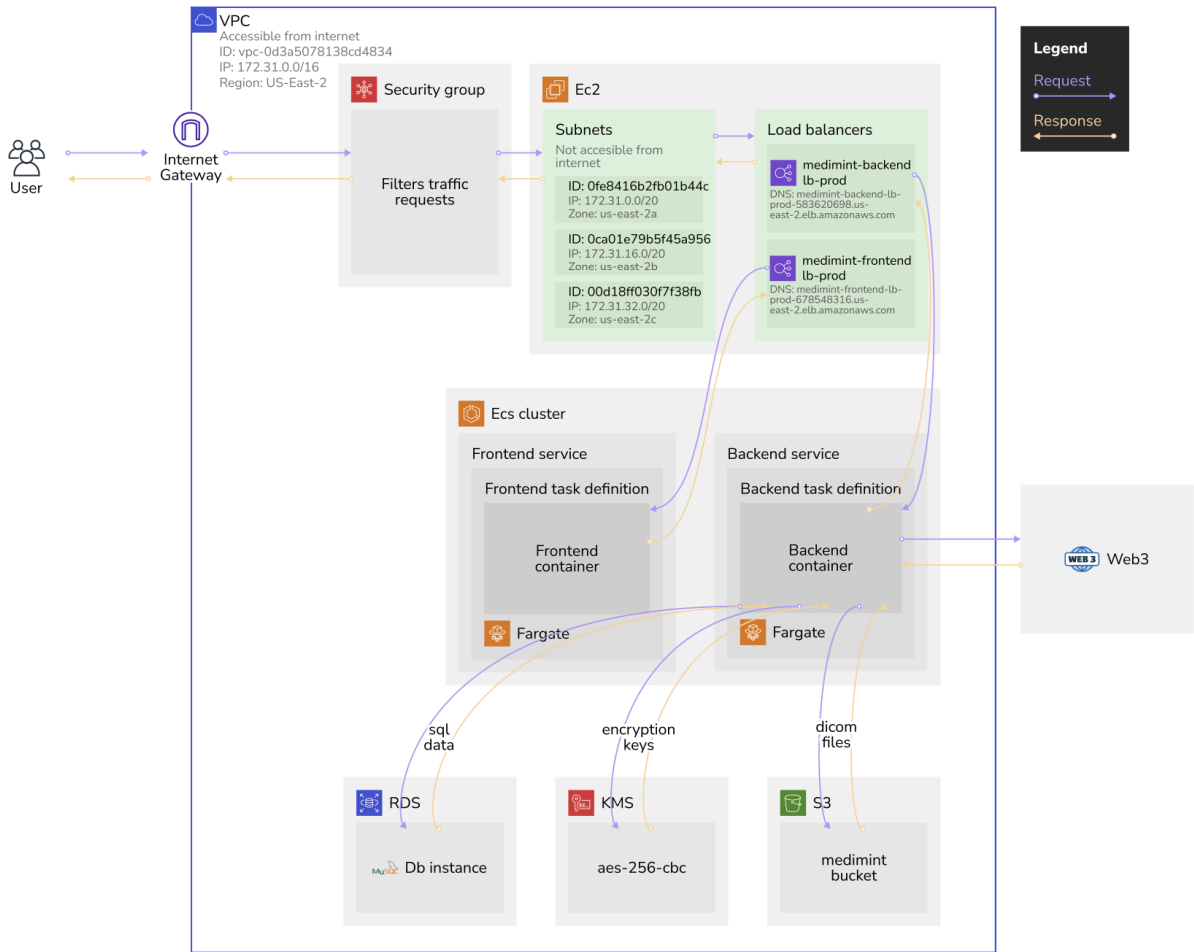 VPC
Accessible from internet
ID: vpc-0d3a5078138cd4834
IP: 172.31.0.0/16
Region: US-East-2
User
Internet
Gateway
Security group
Filters traffic
requests
Ec2
Subnets
Not accesible from
internet
ID: 0fe8416b2fb01b44c
IP: 172.31.0.0/20
Zone: us-east-2a
ID: 0ca01e79b5f45a956
IP: 172.31.16.0/20
Zone: us-east-2b
ID: 00d18ff030f7f38fb
IP: 172.31.32.0/20
Zone: us-east-2c
Load balancers
medimint-backend
lb-prod
DNS: medimint-backend-lb-
prod-583620698.us-
east-2.elb.amazonaws.com
medimint-frontend
lb-prod
DNS: medimint-frontend-lb-
prod-678548316.us-
east-2.elb.amazonaws.com
Legend
Request
Response
Ecs cluster
Frontend service
Frontend task definition
Frontend
container
Fargate
Backend service
Backend task definition
Backend
container
Fargate
WEB 3
Web3
sql
data
encryption
keys
dicom
files
RDS
MySQL
Db instance
KMS
aes-256-cbc
S3
medimint
bucket